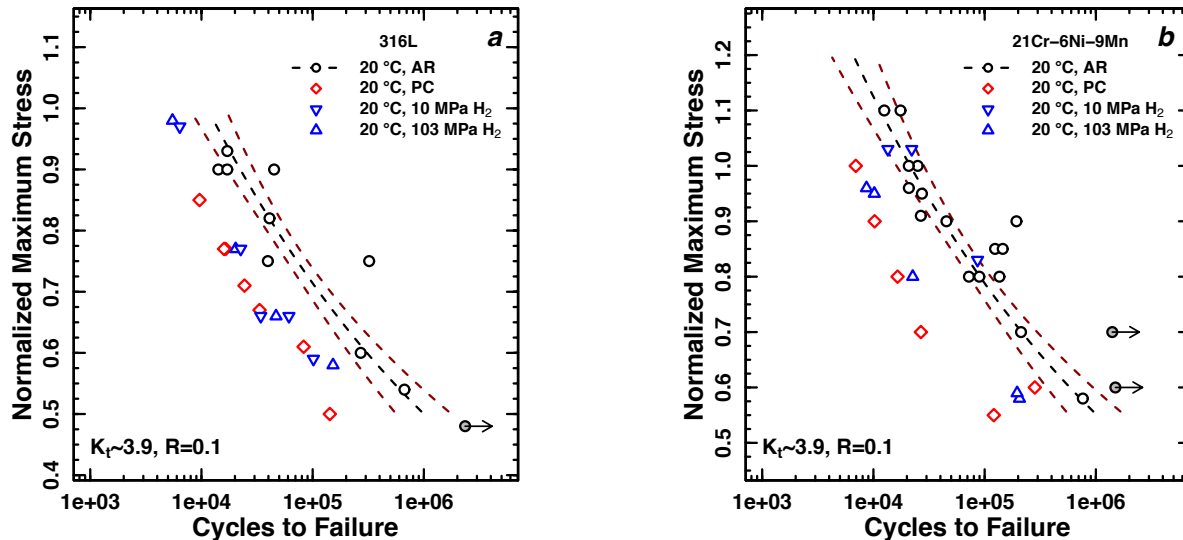 a
316L
20 °C, AR
20 °C, PC
20 °C, 10 MPa H₂
20 °C, 103 MPa H₂
Normalized Maximum Stress
1.1
1.0
0.9
0.8
0.7
0.6
0.5
0.4
Kₜ~3.9, R=0.1
1e+03 1e+04 1e+05 1e+06
Cycles to Failure
b
21Cr−6Ni−9Mn
20 °C, AR
20 °C, PC
20 °C, 10 MPa H₂
20 °C, 103 MPa H₂
Normalized Maximum Stress
1.2
1.1
1.0
0.9
0.8
0.7
0.6
0.5
Kₜ~3.9, R=0.1
1e+03 1e+04 1e+05 1e+06
Cycles to Failure